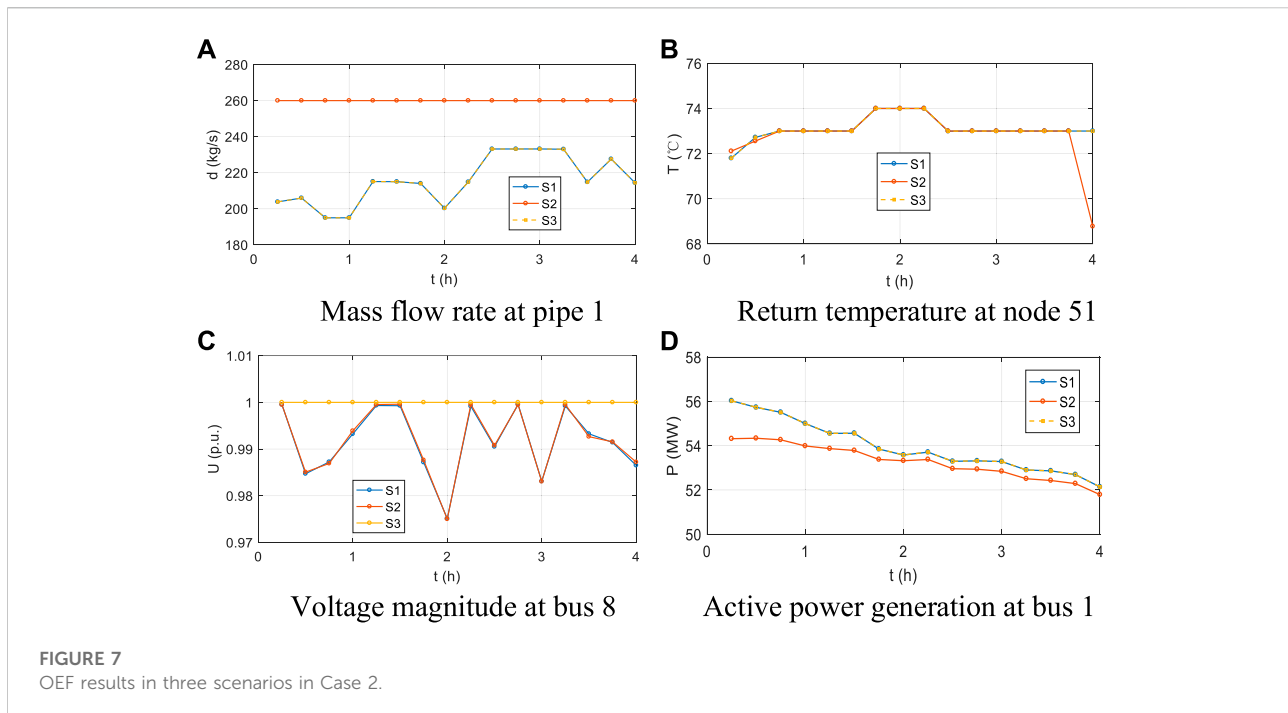 A
280
260
240
220
200
180
0
1
2
3
4
d (kg/s)
t (h)
S1
S2
S3
Mass flow rate at pipe 1
B
76
74
72
70
68
0
1
2
3
4
T (℃)
t (h)
S1
S2
S3
Return temperature at node 51
C
1.01
1
0.99
0.98
0.97
0
1
2
3
4
U (p.u.)
t (h)
S1
S2
S3
Voltage magnitude at bus 8
D
58
56
54
52
50
0
1
2
3
4
P (MW)
t (h)
S1
S2
S3
Active power generation at bus 1
FIGURE 7
OEF results in three scenarios in Case 2.